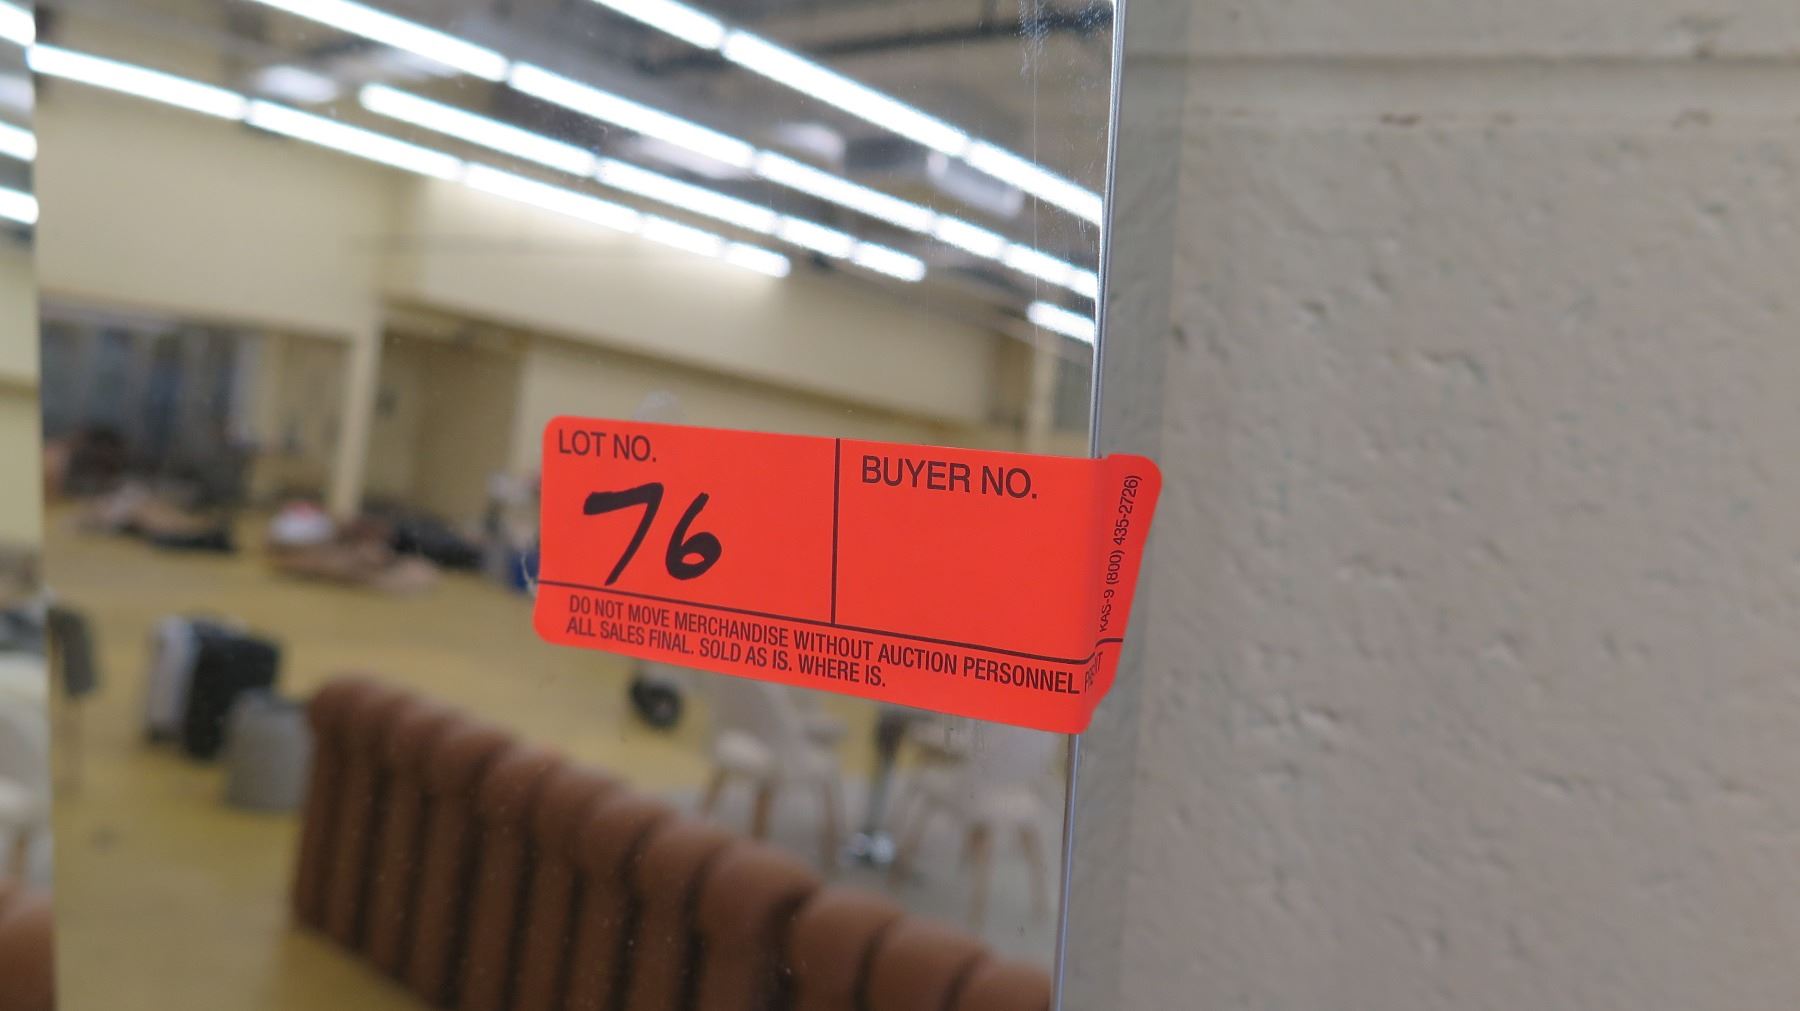 LOT NO.
76
BUYER NO.
DO NOT MOVE MERCHANDISE WITHOUT AUCTION PERSONNEL
ALL SALES FINAL. SOLD AS IS. WHERE IS.
KAS-9 (800) 435-2726)